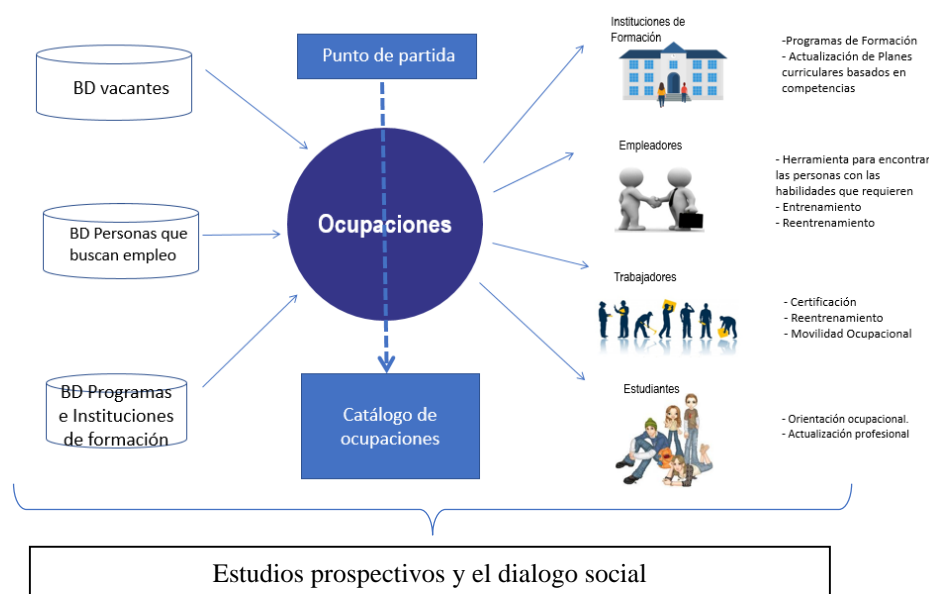 BD vacantes
BD Personas que
buscan empleo
BD Programas
e Instituciones
de formación
Punto de partida
Ocupaciones
Catálogo de
ocupaciones
Instituciones de
Formación
-Programas de Formación
- Actualización de Planes
curriculares basados en
competencias
Empleadores
- Herramienta para encontrar
las personas con las
habilidades que requieren
- Entrenamiento
- Reentrenamiento
Trabajadores
- Certificación
- Reentrenamiento
- Movilidad Ocupacional
Estudiantes
- Orientación ocupacional.
- Actualización profesional
Estudios prospectivos y el dialogo social